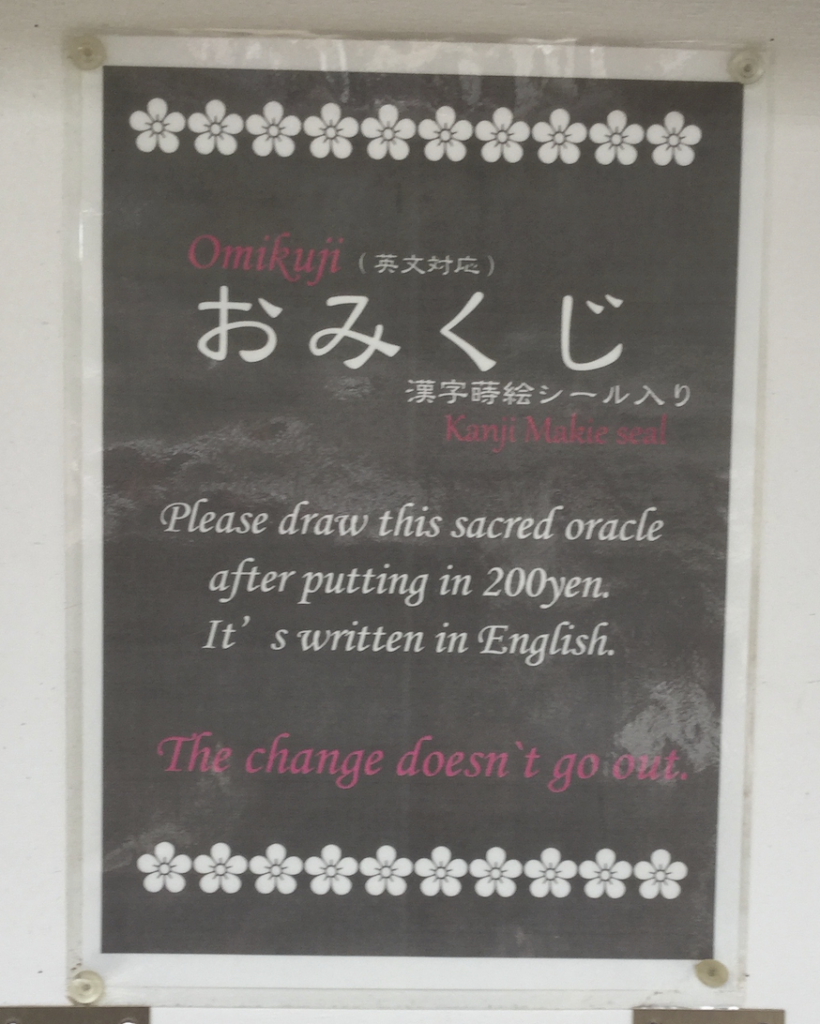 Omikuji (英文対応)
おみくじ
漢字蒔絵シール入り
Kanji Makie seal
Please draw this sacred oracle
after putting in 200yen.
It’s written in English.
The change doesn`t go out.